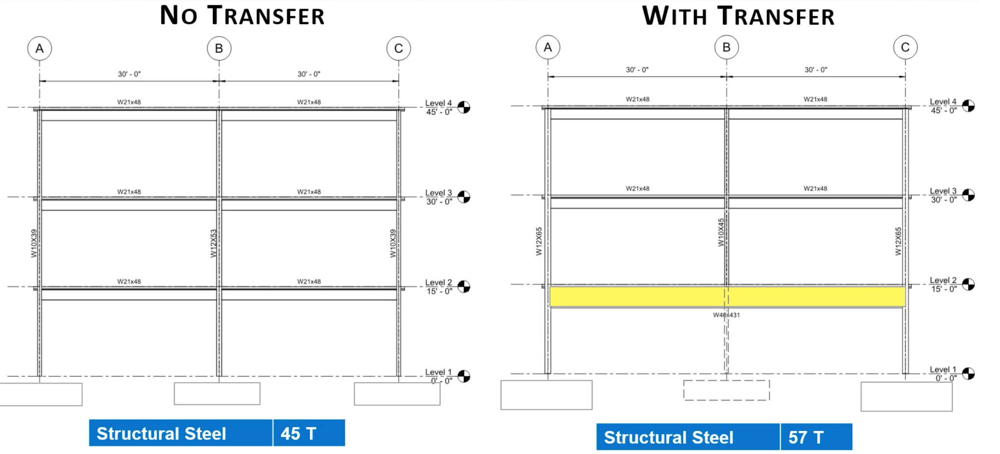 NO TRANSFER
A B C
30' - 0" 30' - 0"
W21x48 W21x48
Level 4
45' - 0"
W21x48 W21x48
Level 3
30' - 0"
W10X39 W12X53 W10X39
W21x48 W21x48
Level 2
15' - 0"
Level 1
0' - 0"
Structural Steel 45 T
WITH TRANSFER
A B C
30' - 0" 30' - 0"
W21x48 W21x48
Level 4
45' - 0"
W21x48 W21x48
Level 3
30' - 0"
W12X65 W10X45 W12X65
Level 2
15' - 0"
W40x431
Level 1
0' - 0"
Structural Steel 57 T